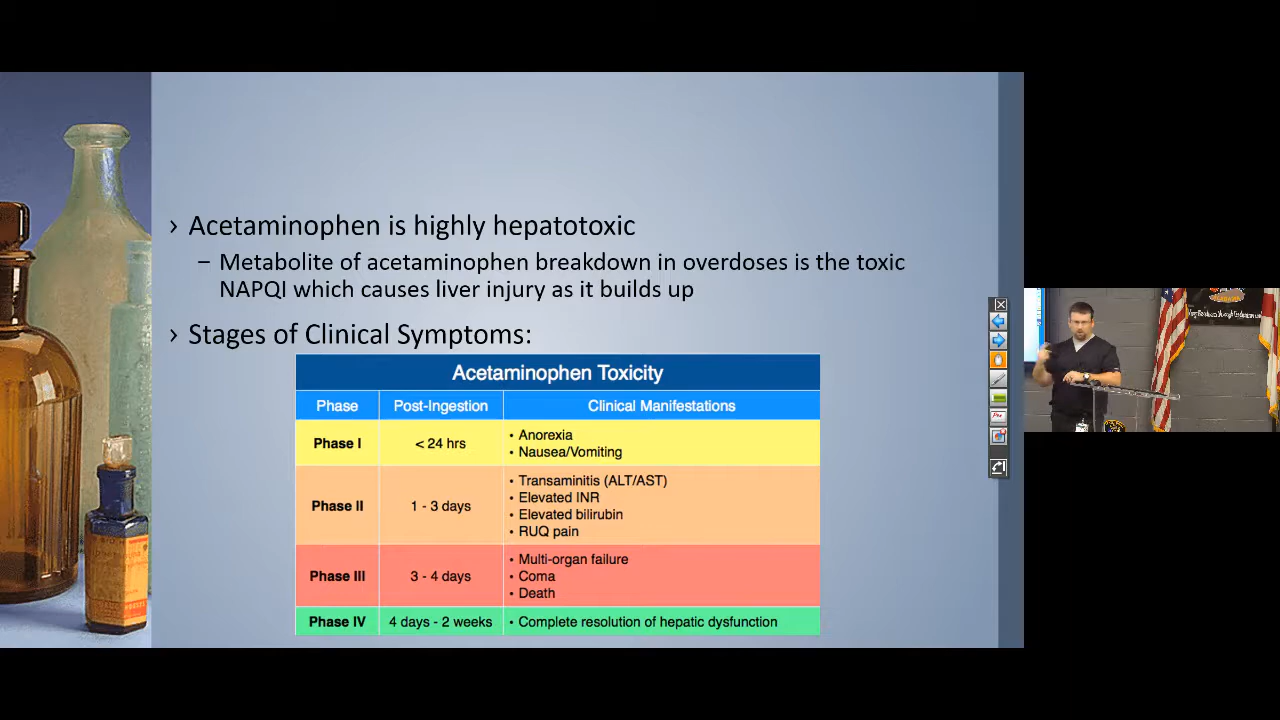 › Acetaminophen is highly hepatotoxic
– Metabolite of acetaminophen breakdown in overdoses is the toxic
NAPQI which causes liver injury as it builds up
› Stages of Clinical Symptoms:
Acetaminophen Toxicity
Phase Post-Ingestion Clinical Manifestations
Phase I < 24 hrs • Anorexia
• Nausea/Vomiting
Phase II 1 - 3 days • Transaminitis (ALT/AST)
• Elevated INR
• Elevated bilirubin
• RUQ pain
Phase III 3 - 4 days • Multi-organ failure
• Coma
• Death
Phase IV 4 days - 2 weeks • Complete resolution of hepatic dysfunction